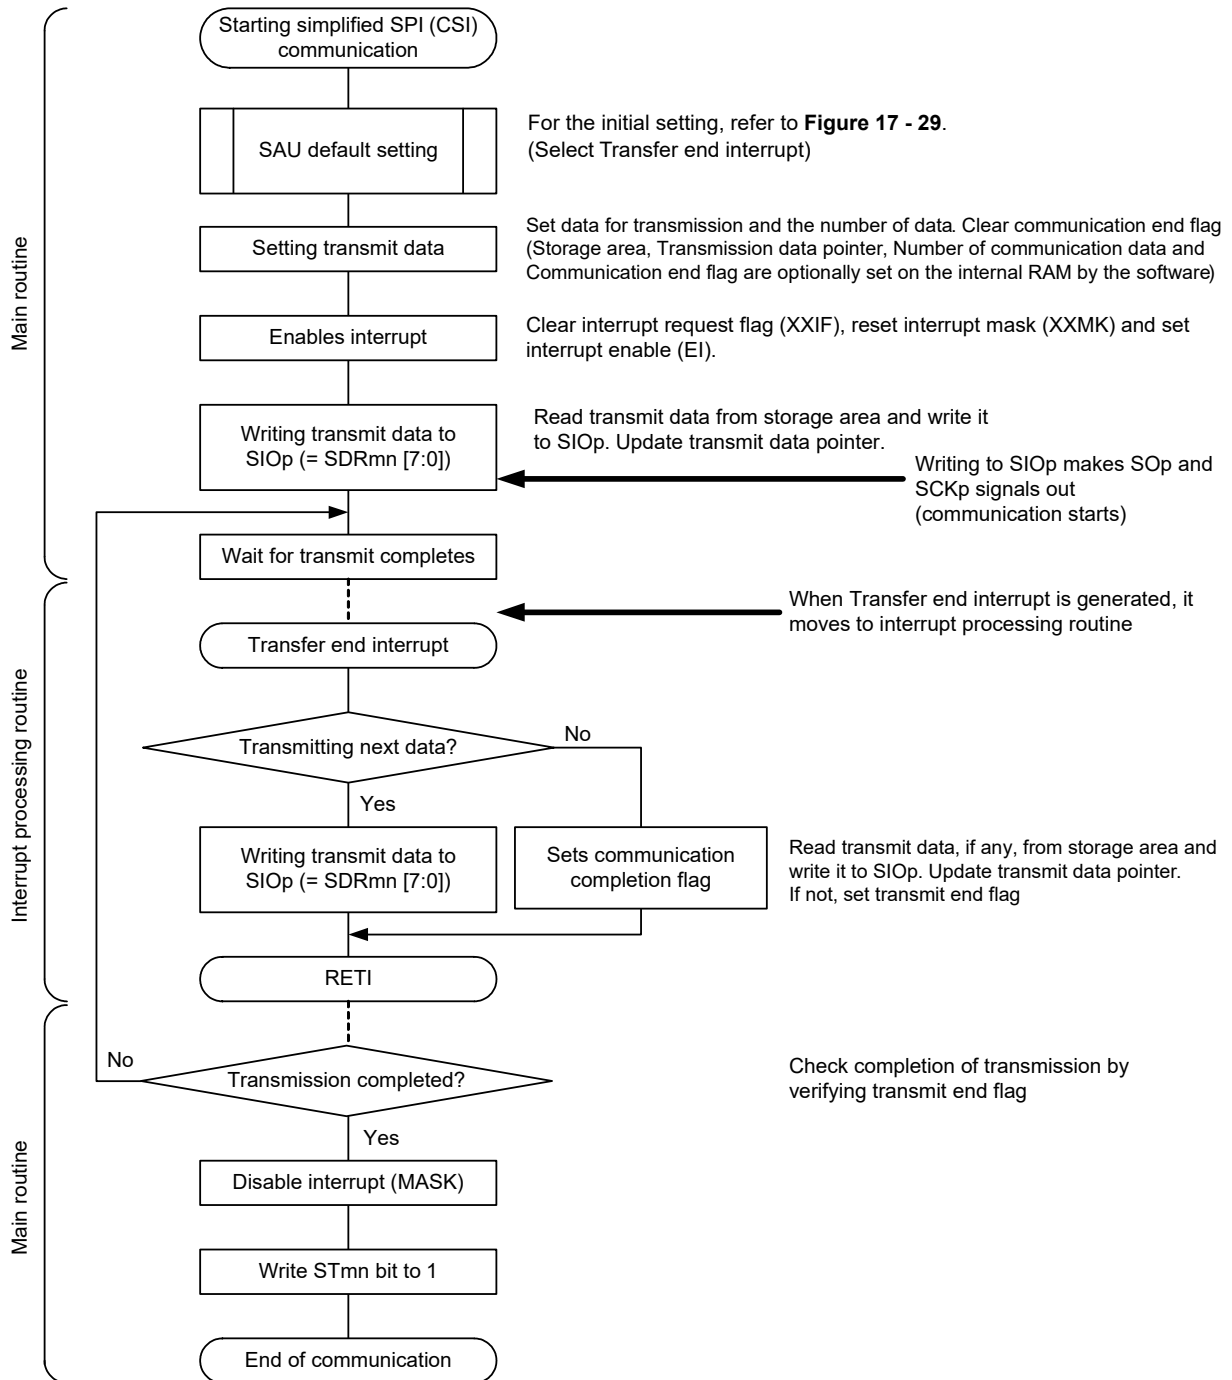 Starting simplified SPI (CSI)
communication
SAU default setting
For the initial setting, refer to Figure 17 - 29.
(Select Transfer end interrupt)
Setting transmit data
Set data for transmission and the number of data. Clear communication end flag
(Storage area, Transmission data pointer, Number of communication data and
Communication end flag are optionally set on the internal RAM by the software)
Main routine
Enables interrupt
Clear interrupt request flag (XXIF), reset interrupt mask (XXMK) and set
interrupt enable (EI).
Writing transmit data to
SIOp (= SDRmn [7:0])
Read transmit data from storage area and write it
to SIOp. Update transmit data pointer.
Writing to SIOp makes SOp and
SCKp signals out
(communication starts)
Wait for transmit completes
When Transfer end interrupt is generated, it
moves to interrupt processing routine
Transfer end interrupt
Interrupt processing routine
Transmitting next data?
No
Yes
Writing transmit data to
SIOp (= SDRmn [7:0])
Sets communication
completion flag
Read transmit data, if any, from storage area and
write it to SIOp. Update transmit data pointer.
If not, set transmit end flag
RETI
No
Transmission completed?
Check completion of transmission by
verifying transmit end flag
Yes
Main routine
Disable interrupt (MASK)
Write STmn bit to 1
End of communication